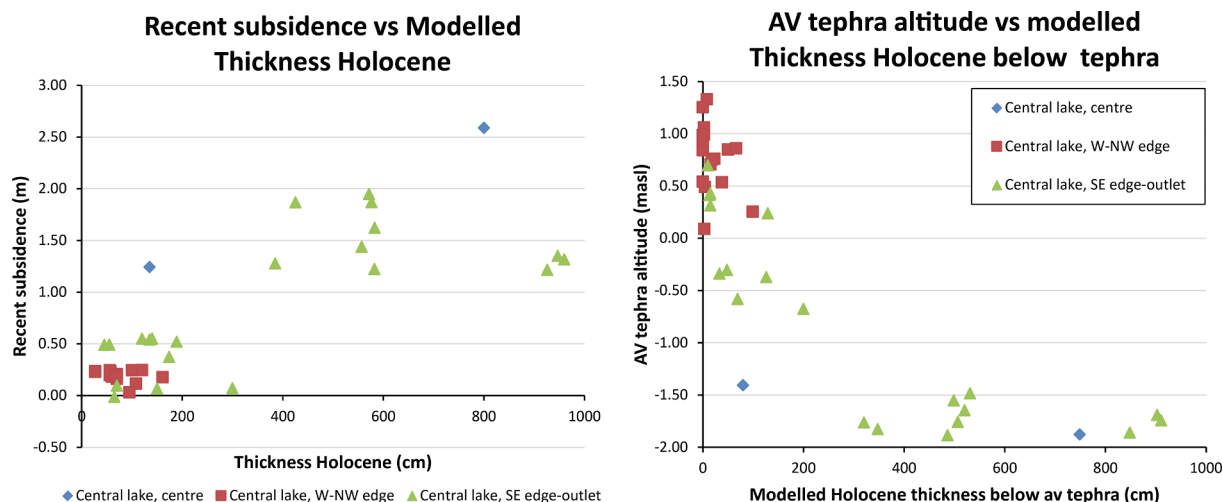 Recent subsidence vs Modelled
Thickness Holocene
3.00
2.50
2.00
1.50
1.00
0.50
0.00
-0.50
0
200
400
600
800
1000
Recent subsidence (m)
Thickness Holocene (cm)
Central lake, centre
Central lake, W-NW edge
Central lake, SE edge-outlet
AV tephra altitude vs modelled
Thickness Holocene below tephra
1.50
1.00
0.50
0.00
-0.50
-1.00
-1.50
-2.00
0
200
400
600
800
1000
AV tephra altitude (masl)
Modelled Holocene thickness below av tephra (cm)
Central lake, centre
Central lake, W-NW edge
Central lake, SE edge-outlet